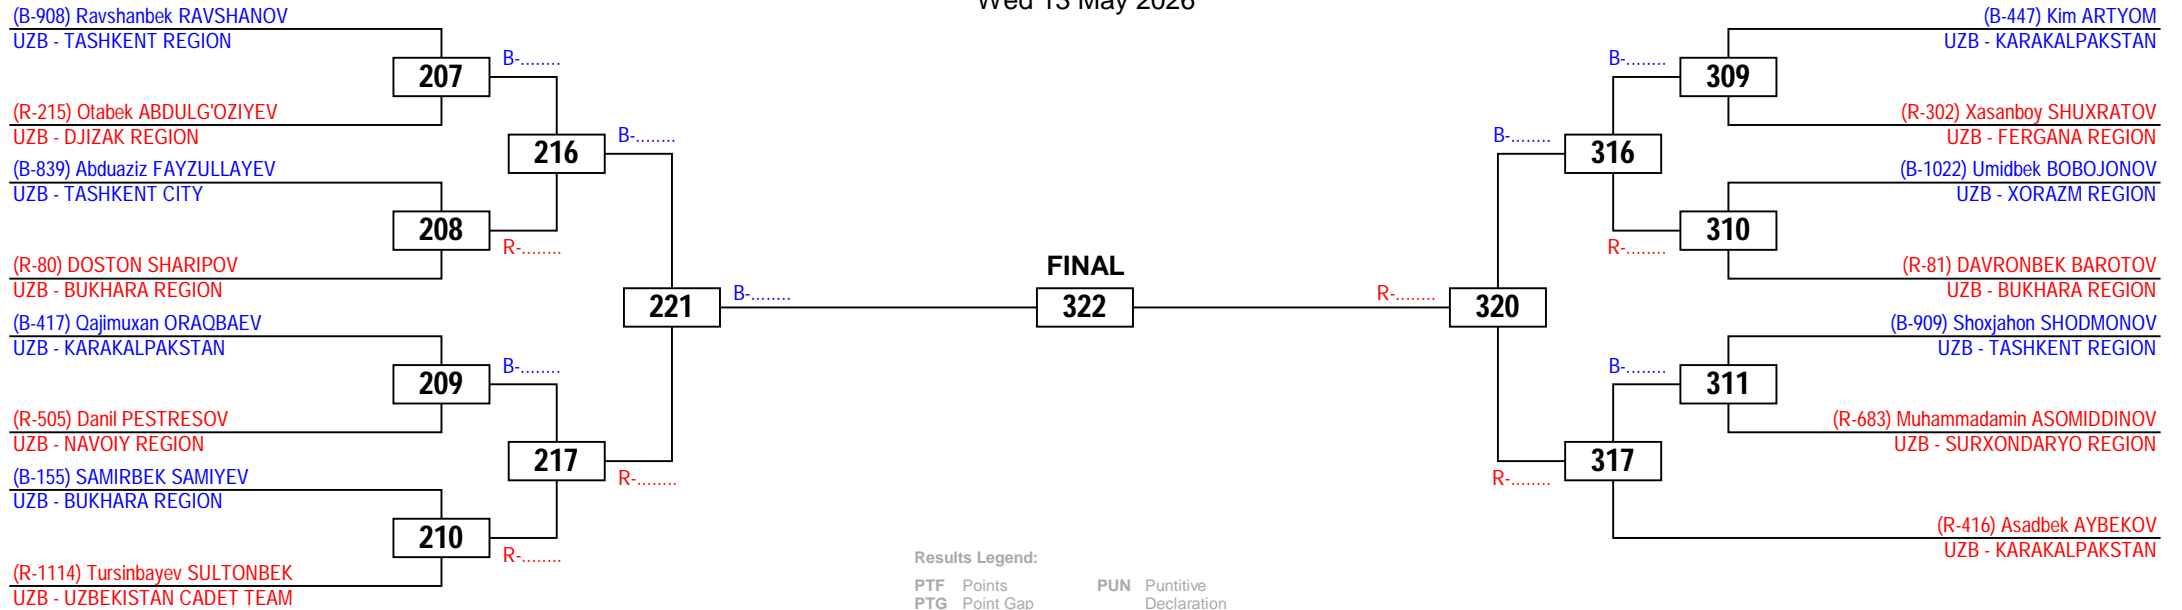 Wed 13 May 2026
(B-908) Ravshanbek RAVSHANOV
UZB - TASHKENT REGION
207
B-........
(R-215) Otabek ABDULG'OZIYEV
UZB - DJIZAK REGION
216
B-........
(B-839) Abduaziz FAYZULLAYEV
UZB - TASHKENT CITY
208
R-........
(R-80) DOSTON SHARIPOV
UZB - BUKHARA REGION
221
B-........
(B-417) Qajimuxan ORAQBAEV
UZB - KARAKALPAKSTAN
209
B-........
(R-505) Danil PESTRESOV
UZB - NAVOIY REGION
217
R-........
(B-155) SAMIRBEK SAMIYEV
UZB - BUKHARA REGION
210
R-........
(R-1114) Tursinbayev SULTONBEK
UZB - UZBEKISTAN CADET TEAM
FINAL
322
(B-447) Kim ARTYOM
UZB - KARAKALPAKSTAN
B-........
309
(R-302) Xasanboy SHUXRATOV
UZB - FERGANA REGION
B-........
316
(B-1022) Umidbek BOBOJONOV
UZB - XORAZM REGION
R-........
310
(R-81) DAVRONBEK BAROTOV
UZB - BUKHARA REGION
R-........
320
(B-909) Shoxjahon SHODMONOV
UZB - TASHKENT REGION
B-........
311
(R-683) Muhammadamin ASOMIDDINOV
UZB - SURXONDARYO REGION
317
R-........
(R-416) Asadbek AYBEKOV
UZB - KARAKALPAKSTAN
Results Legend:
PTF Points PUN Puntitive
PTG Point Gap Declaration